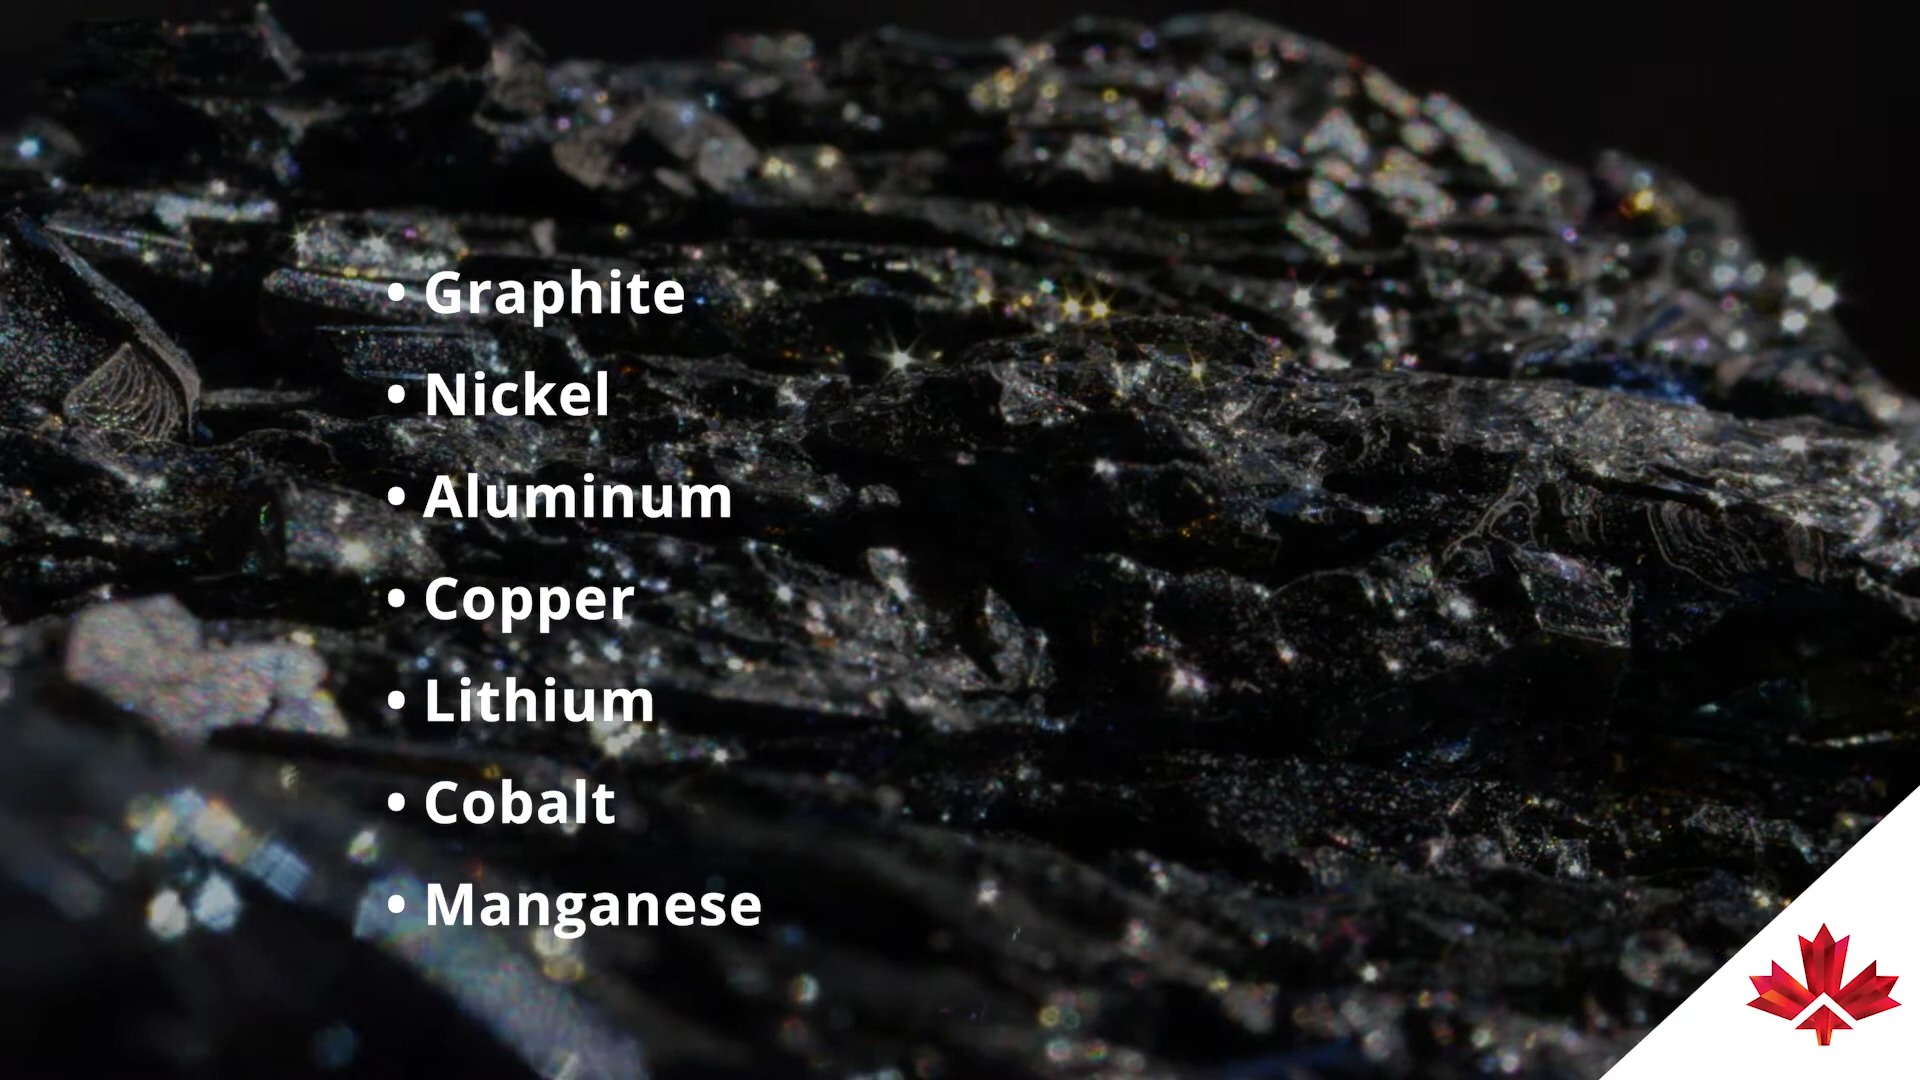 • Graphite
• Nickel
• Aluminum
• Copper
• Lithium
• Cobalt
• Manganese